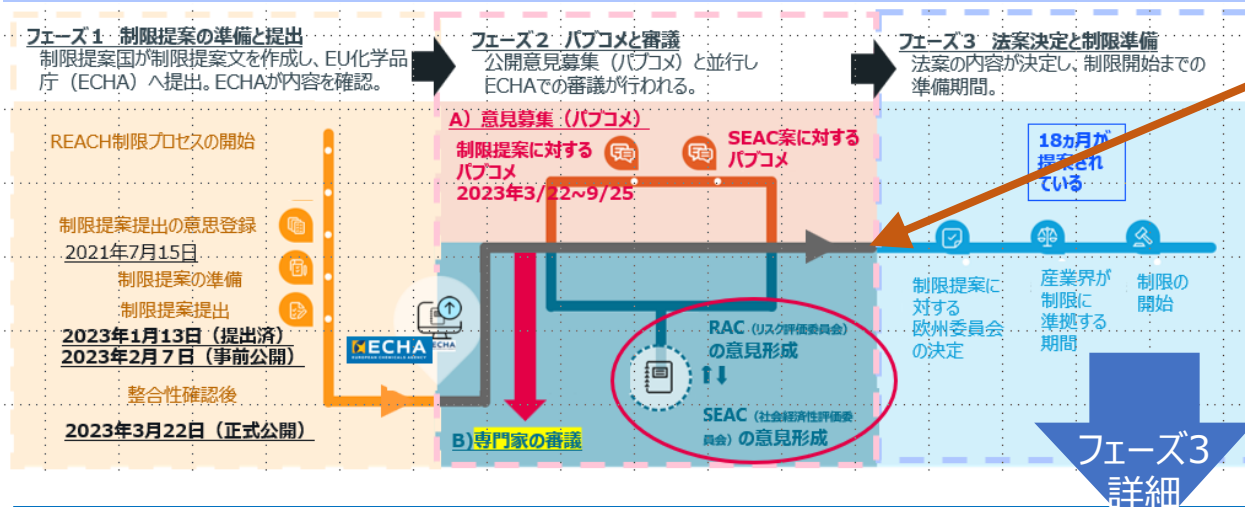 フェーズ1 制限提案の準備と提出
制限提案国が制限提案文を作成し、EU化学品
庁（ECHA）へ提出。ECHAが内容を確認。
REACH制限プロセスの開始
制限提案提出の意思登録
2021年7月15日
制限提案の準備
制限提案提出
2023年1月13日（提出済）
2023年2月7日（事前公開）
整合性確認後
2023年3月22日（正式公開）
ECHA
EUROPEAN CHEMICALS AGENCY
ECHA
フェーズ2 パブコメと審議
公開意見募集（パブコメ）と並行し
ECHAでの審議が行われる。
A）意見募集（パブコメ）
制限提案に対する
パブコメ
2023年3/22~9/25
SEAC案に対する
パブコメ
RAC（リスク評価委員会）
の意見形成
SEAC（社会経済性評価委
員会）の意見形成
B)専門家の審議
フェーズ3 法案決定と制限準備
法案の内容が決定し、制限開始までの
準備期間。
18ヵ月が
提案され
ている
制限提案に
対する
欧州委員会
の決定
産業界が
制限に
準拠する
期間
制限の
開始
フェーズ3
詳細